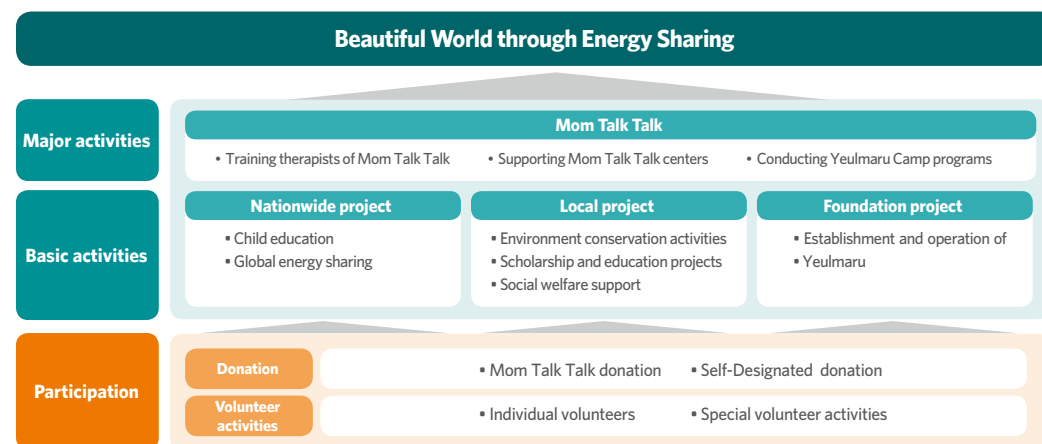 Beautiful World through Energy Sharing
Major activities
Mom Talk Talk
• Training therapists of Mom Talk Talk
• Supporting Mom Talk Talk centers
• Conducting Yeulmaru Camp programs
Basic activities
Nationwide project
▪ Child education
▪ Global energy sharing
Local project
▪ Environment conservation activities
▪ Scholarship and education projects
▪ Social welfare support
Foundation project
▪ Establishment and operation of
▪ Yeulmaru
Participation
Donation
▪ Mom Talk Talk donation
▪ Self-Designated donation
Volunteer
activities
▪ Individual volunteers
▪ Special volunteer activities